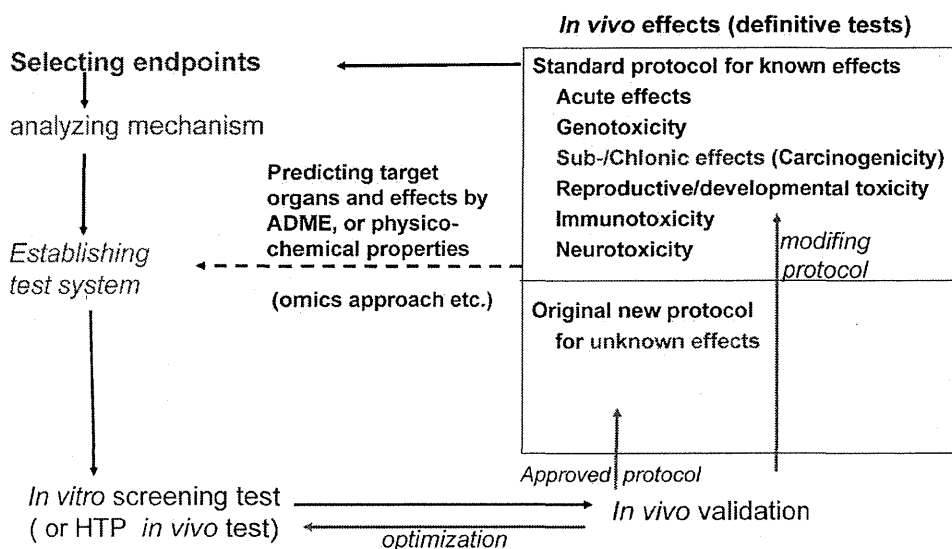 In vivo effects (definitive tests)
Selecting endpoints
analyzing mechanism
Establishing
test system
Predicting target
organs and effects by
ADME, or physico-
chemical properties
(omics approach etc.)
Standard protocol for known effects
Acute effects
Genotoxicity
Sub-/Chlonic effects (Carcinogenicity)
Reproductive/developmental toxicity
Immunotoxicity
Neurotoxicity
modifing
protocol
Original new protocol
for unknown effects
Approved protocol
In vitro screening test
( or HTP in vivo test)
optimization
In vivo validation